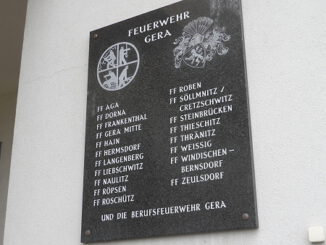 FEUERWEHR
GERA
FF AGA
FF DORNA
FF FRANKENTHAL
FF GERA MITTE
FF HAIN
FF HERMSDORF
FF LANGENBERG
FF LIEBSCHWITZ
FF NAULITZ
FF RÖPSEN
FF ROSCHÜTZ
FF ROBEN
FF SÖLLMNITZ /
CRETZSCHWITZ
FF STEINBRÜCKEN
FF THIESCHITZ
FF THRÄNITZ
FF WEISSIG
FF WINDISCHEN-
BERNSDORF
FF ZEULSDORF
UND DIE BERUFSFEUERWEHR GERA